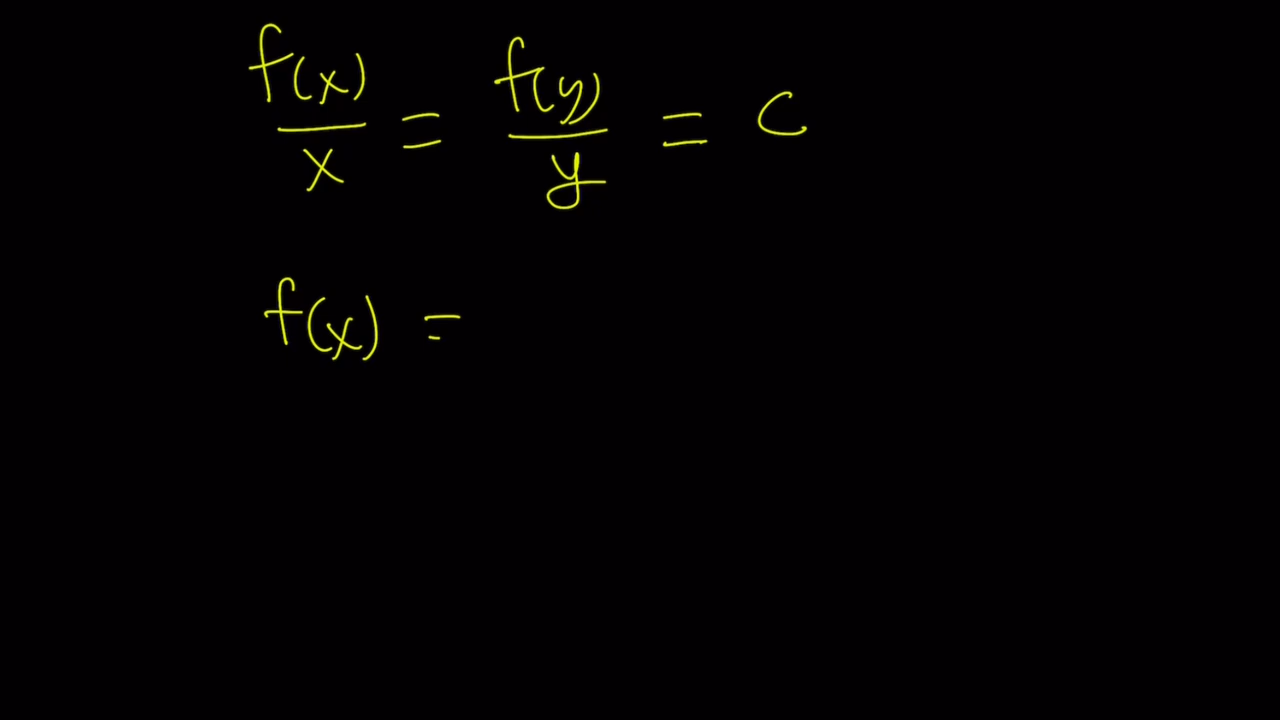 f(x)/x = f(y)/y = c
f(x) =